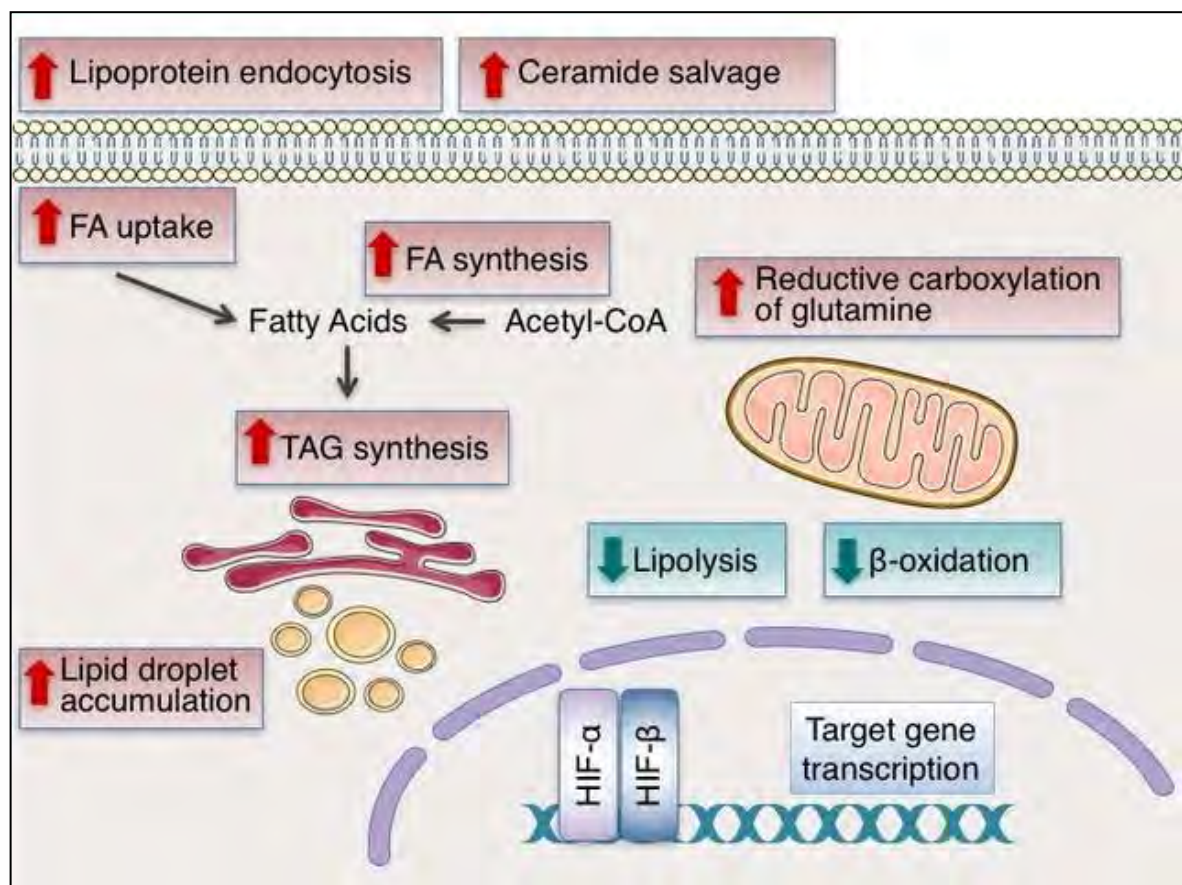 Lipoprotein endocytosis
Ceramide salvage
FA uptake
FA synthesis
Reductive carboxylation
of glutamine
Fatty Acids
Acetyl-CoA
TAG synthesis
Lipolysis
β-oxidation
Lipid droplet
accumulation
HIF-α
HIF-β
Target gene
transcription